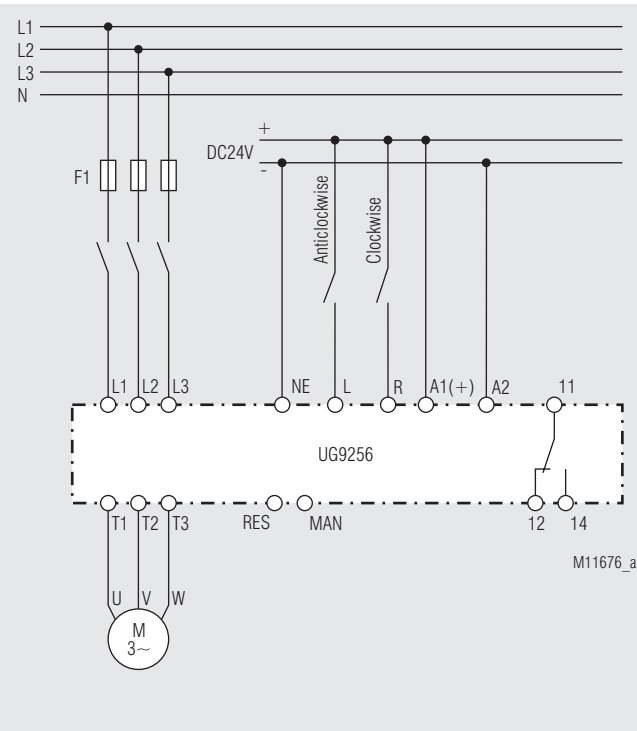 L1
L2
L3
N
+
DC24V
-
F1
Anticlockwise
Clockwise
L1 L2 L3 NE L R A1(+) A2 11
UG9256
T1 T2 T3 RES MAN 12 14
M11676_a
U V W
M
3~